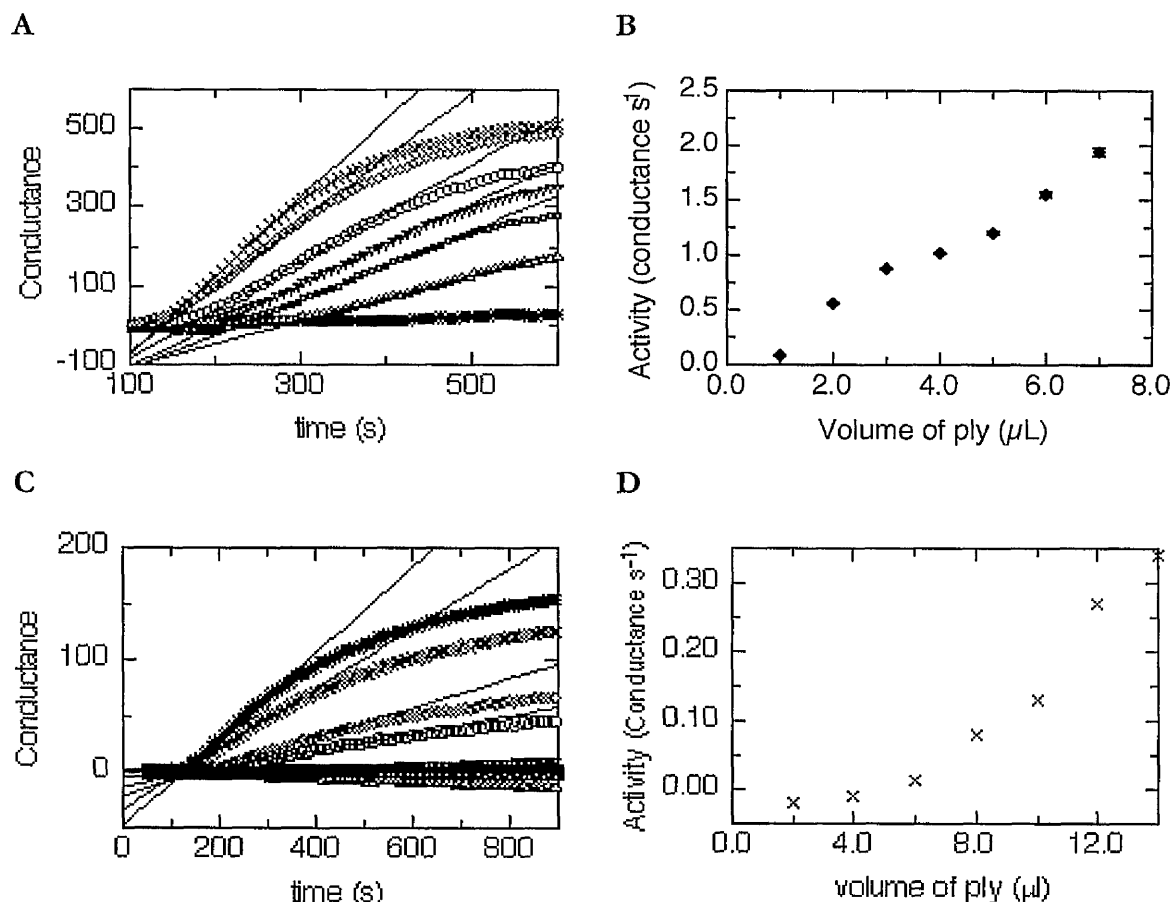 A
B
500
300
100
-100
100
300
500
Conductance
time (s)
2.5
2.0
1.5
1.0
0.5
0.0
0.0
2.0
4.0
6.0
8.0
Activity (conductance s¹)
Volume of ply (µL)
C
D
200
100
0
0
200
400
600
800
Conductance
time (s)
0.30
0.20
0.10
0.00
0.0
4.0
8.0
12.0
Activity (Conductance s⁻¹)
volume of ply (µl)